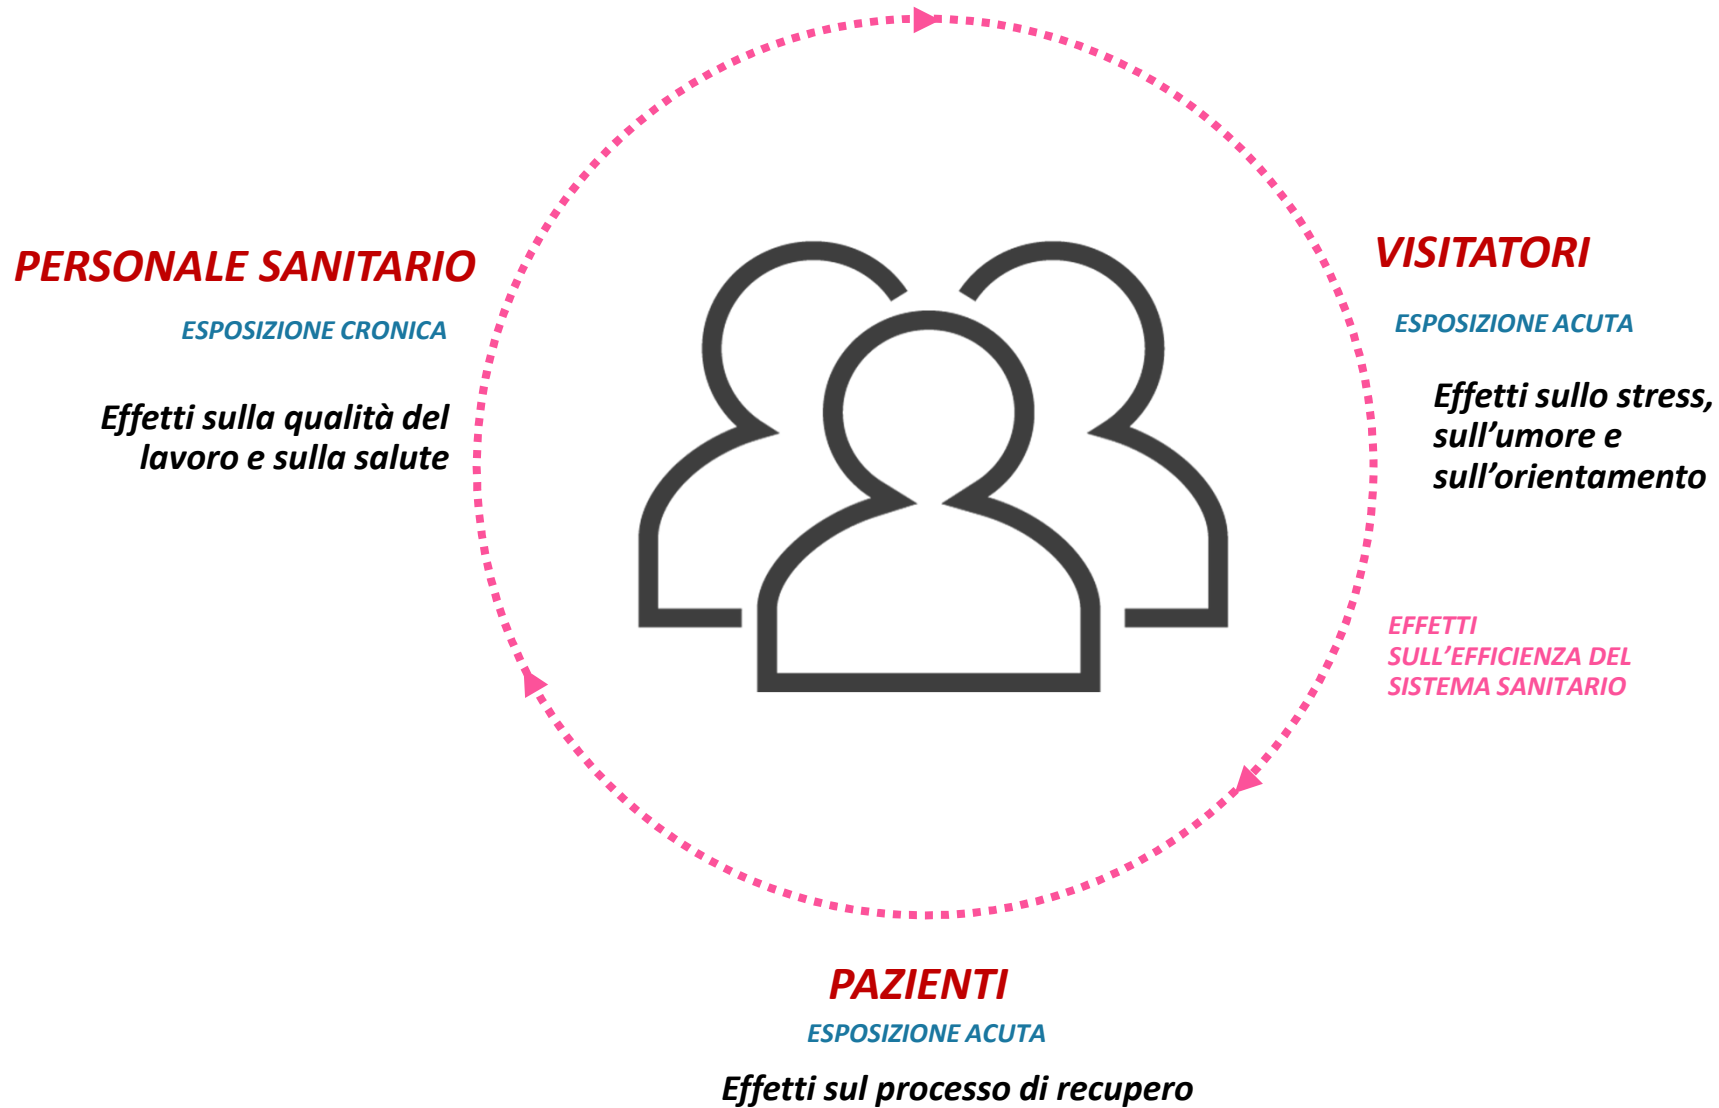 PERSONALE SANITARIO
ESPOSIZIONE CRONICA
Effetti sulla qualità del
lavoro e sulla salute
VISITATORI
ESPOSIZIONE ACUTA
Effetti sullo stress,
sull’umore e
sull’orientamento
EFFETTI
SULL’EFFICIENZA DEL
SISTEMA SANITARIO
PAZIENTI
ESPOSIZIONE ACUTA
Effetti sul processo di recupero